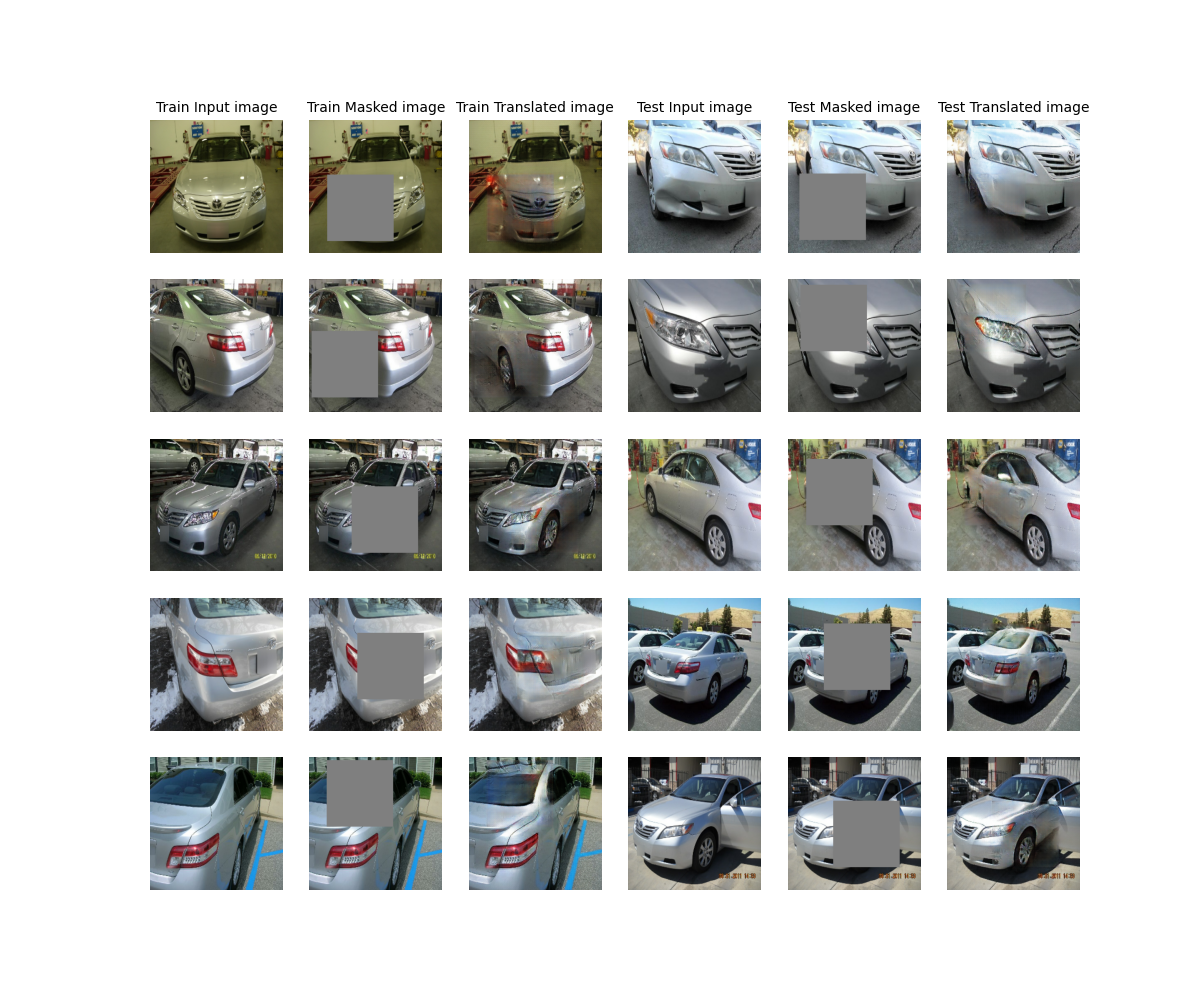 Train Input image
Train Masked image
Train Translated image
Test Input image
Test Masked image
Test Translated image